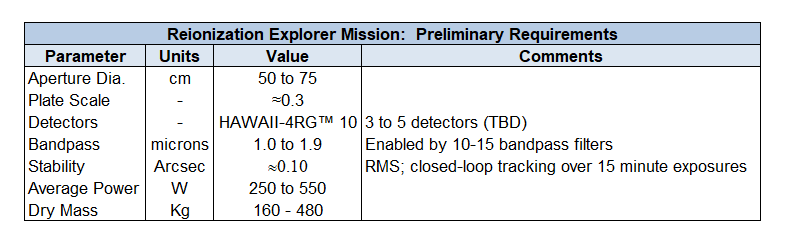 Reionization Explorer Mission:  Preliminary Requirements
Parameter Units Value Comments
Aperture Dia. cm 50 to 75
Plate Scale - ≈0.3
Detectors - HAWAII-4RG™ 10 3 to 5 detectors (TBD)
Bandpass microns 1.0 to 1.9 Enabled by 10-15 bandpass filters
Stability Arcsec ≈0.10 RMS; closed-loop tracking over 15 minute exposures
Average Power W 250 to 550
Dry Mass Kg 160 - 480